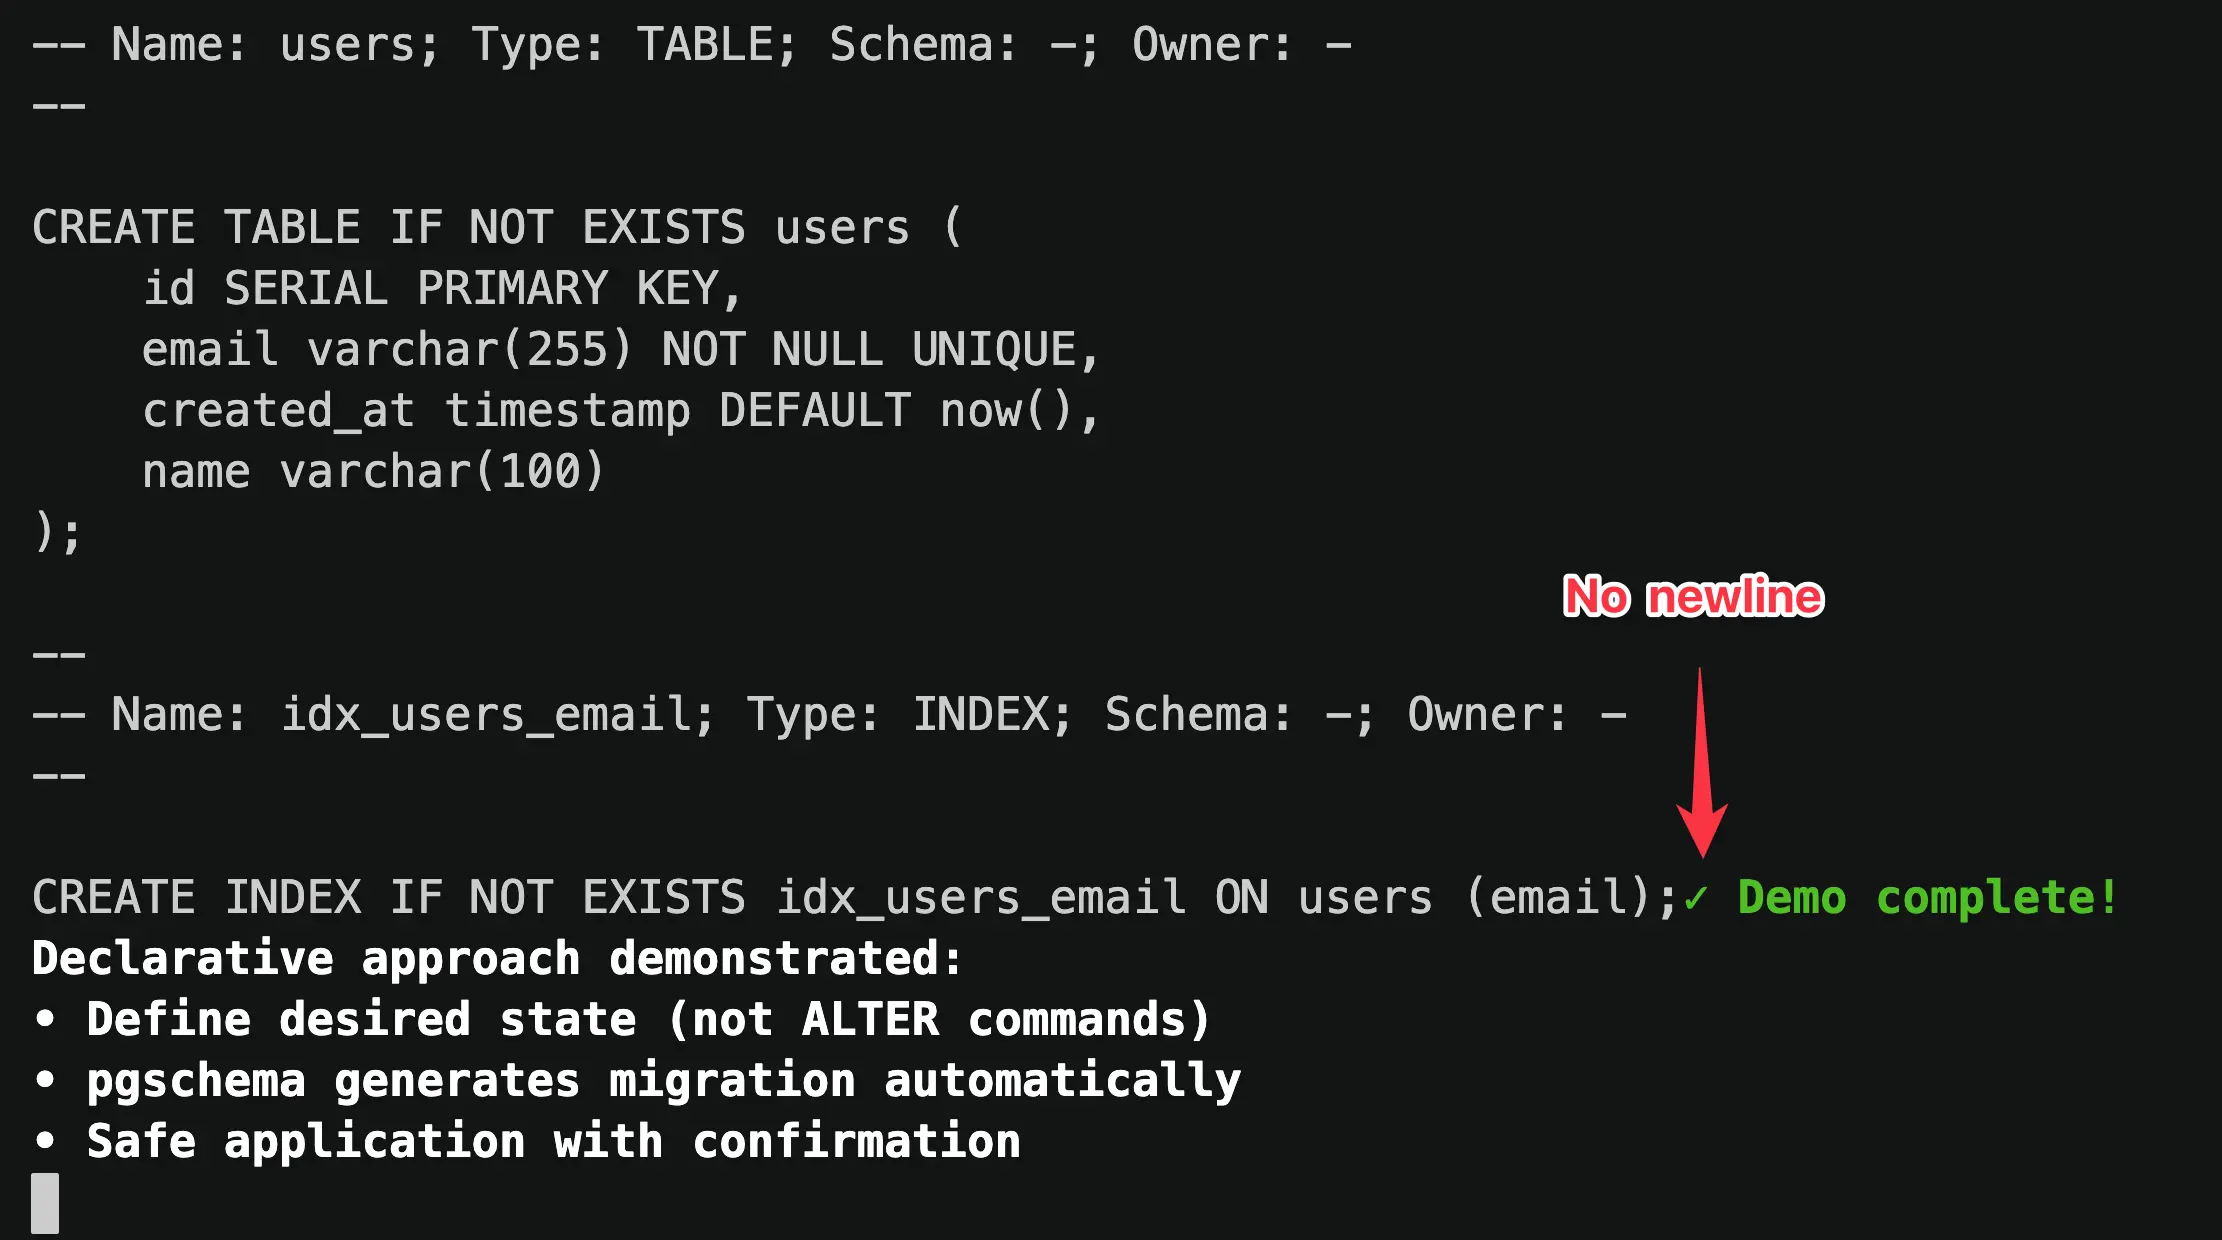 -- Name: users; Type: TABLE; Schema: -; Owner: -
--
CREATE TABLE IF NOT EXISTS users (
    id SERIAL PRIMARY KEY,
    email varchar(255) NOT NULL UNIQUE,
    created_at timestamp DEFAULT now(),
    name varchar(100)
);
No newline
--
-- Name: idx_users_email; Type: INDEX; Schema: -; Owner: -
--
CREATE INDEX IF NOT EXISTS idx_users_email ON users (email);✓ Demo complete!
Declarative approach demonstrated:
• Define desired state (not ALTER commands)
• pgschema generates migration automatically
• Safe application with confirmation